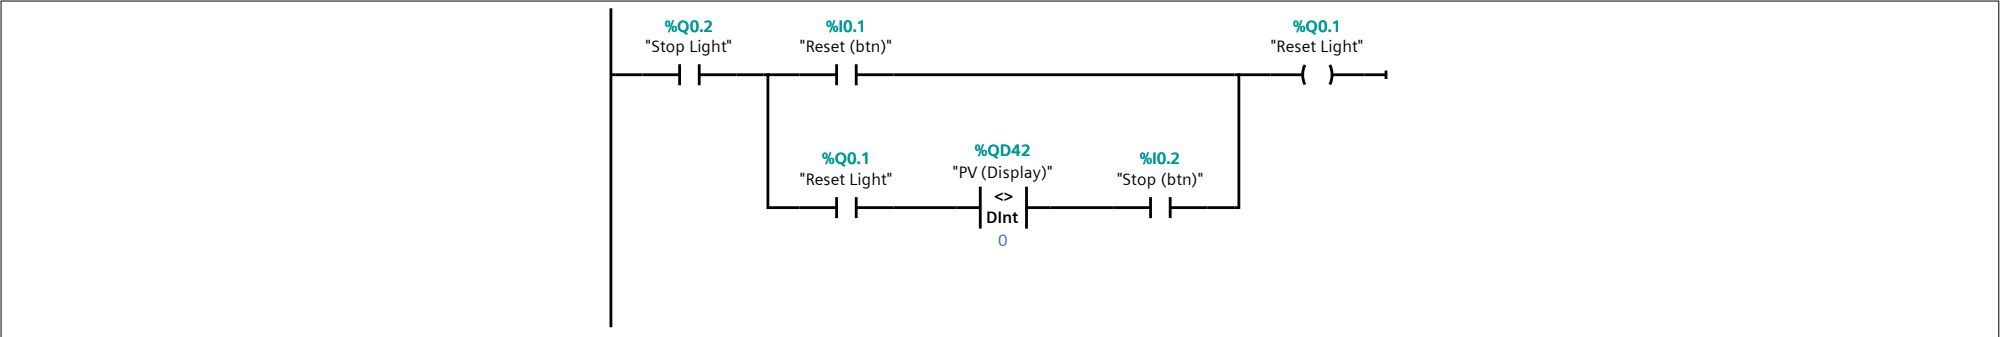 %Q0.2
"Stop Light"
%I0.1
"Reset (btn)"
%Q0.1
"Reset Light"
%Q0.1
"Reset Light"
%QD42
"PV (Display)"
<>
DInt
0
%I0.2
"Stop (btn)"